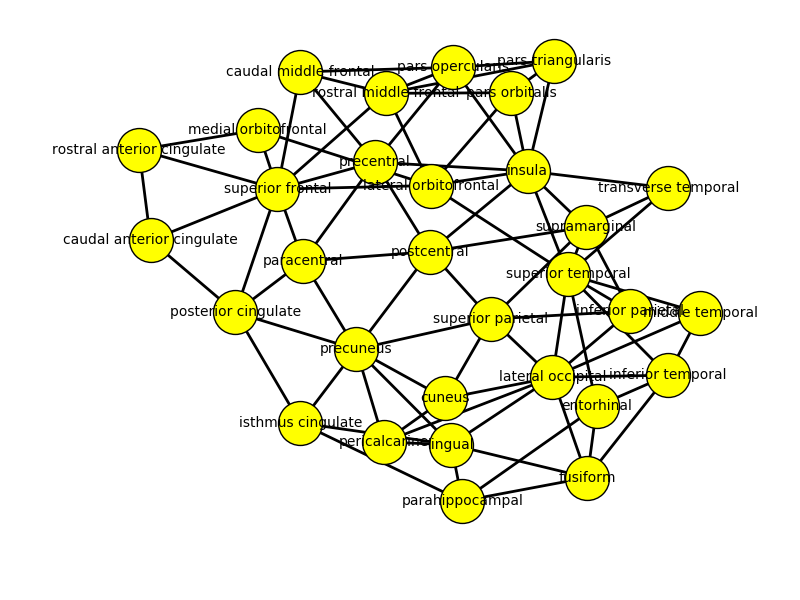 pars triangularis
pars opercularis
caudal middle frontal
rostral middle frontal
pars orbitalis
medial orbitofrontal
rostral anterior cingulate
precentral
insula
superior frontal
lateral orbitofrontal
transverse temporal
supramarginal
caudal anterior cingulate
postcentral
paracentral
superior temporal
posterior cingulate
inferior parietal
middle temporal
superior parietal
precuneus
lateral occipital
inferior temporal
cuneus
entorhinal
isthmus cingulate
pericalcarine
lingual
fusiform
parahippocampal